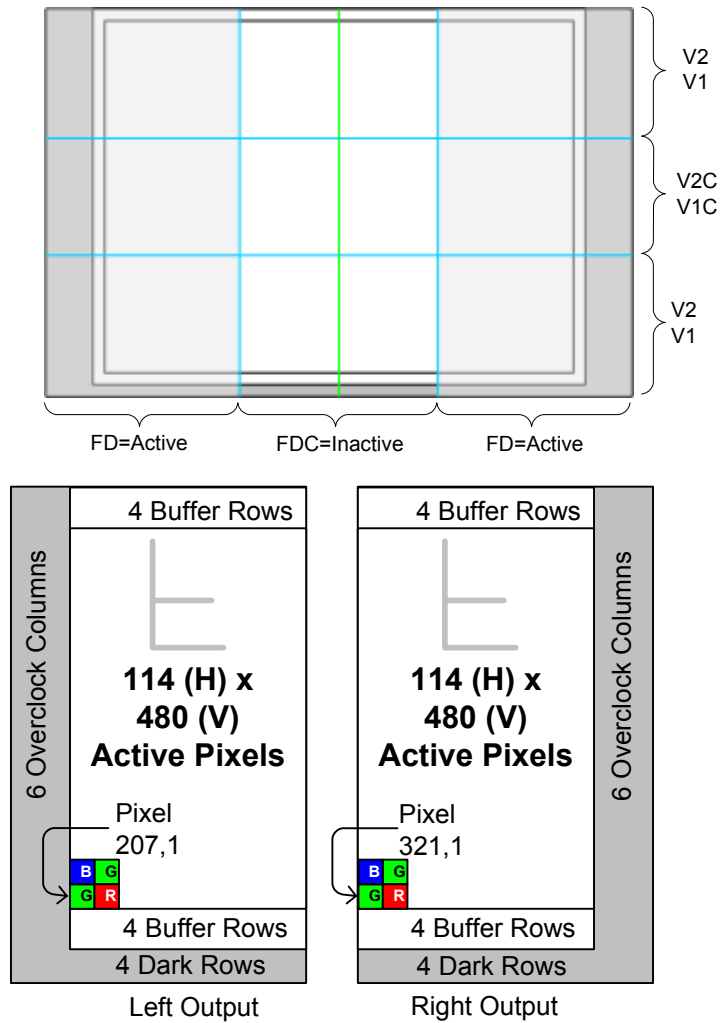 V2
V1
V2C
V1C
V2
V1
FD=Active
FDC=Inactive
FD=Active
6 Overclock Columns
4 Buffer Rows
E
114 (H) x
480 (V)
Active Pixels
Pixel
207,1
B G
G R
4 Buffer Rows
4 Dark Rows
Left Output
4 Buffer Rows
E
114 (H) x
480 (V)
Active Pixels
Pixel
321,1
B G
G R
4 Buffer Rows
4 Dark Rows
6 Overclock Columns
Right Output